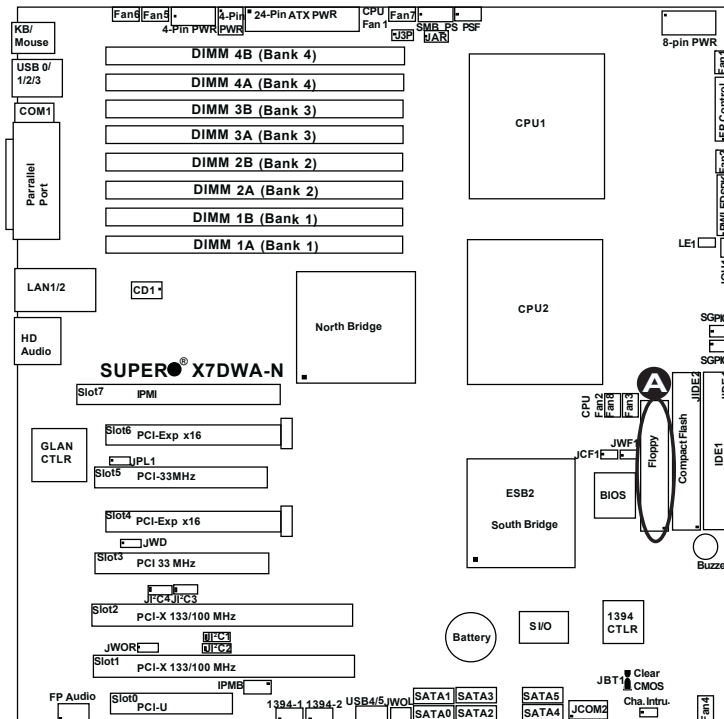 Fan6 Fan5 4-Pin PWR 4-Pin PWR 24-Pin ATX PWR CPU Fan 1 Fan7 SMB_PS PSF 8-pin PWR
J3P JAR
KB/
Mouse
USB 0/
1/2/3
COM1
Parrallel
Port
LAN1/2
HD
Audio
DIMM 4B (Bank 4)
DIMM 4A (Bank 4)
DIMM 3B (Bank 3)
DIMM 3A (Bank 3)
DIMM 2B (Bank 2)
DIMM 2A (Bank 2)
DIMM 1B (Bank 1)
DIMM 1A (Bank 1)
CPU1
CPU2
Fan1
LE1
CD1
North Bridge
SUPER® X7DWA-N
A
CPU
Fan2
Fan8
Fan3
JWF1
JCF1
Floppy
JIDE2
Compact Flash
IDE1
Slot7 IPMI
Slot6 PCI-Exp x16
GLAN
CTLR
JPL1
Slot5 PCI-33MHz
Slot4 PCI-Exp x16
JWD
Slot3 PCI 33 MHz
JI²C4 JI²C3
Slot2 PCI-X 133/100 MHz
JI²C1
JI²C2
JWOR
Slot1 PCI-X 133/100 MHz
IPMB
Slot0 PCI-U
FP Audio
ESB2
South Bridge
BIOS
Battery
SI/O
1394
CTLR
JBT1
Clear
CMOS
Cha. Intru.
1394-1 1394-2 USB4/5 JWOL
SATA1 SATA3 SATA5
SATA0 SATA2 SATA4
JCOM2
Fan4